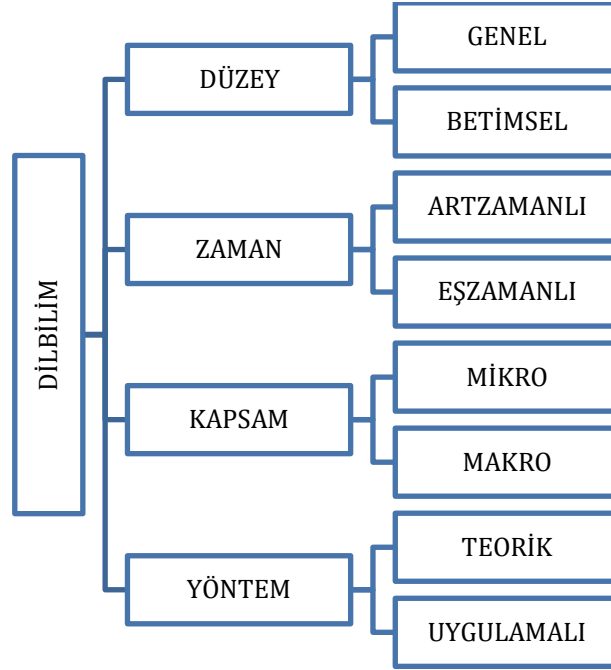 DİLBİLİM
DÜZEY
GENEL
BETİMSEL
ZAMAN
ARTZAMANLI
EŞZAMANLI
KAPSAM
MİKRO
MAKRO
YÖNTEM
TEORİK
UYGULAMALI